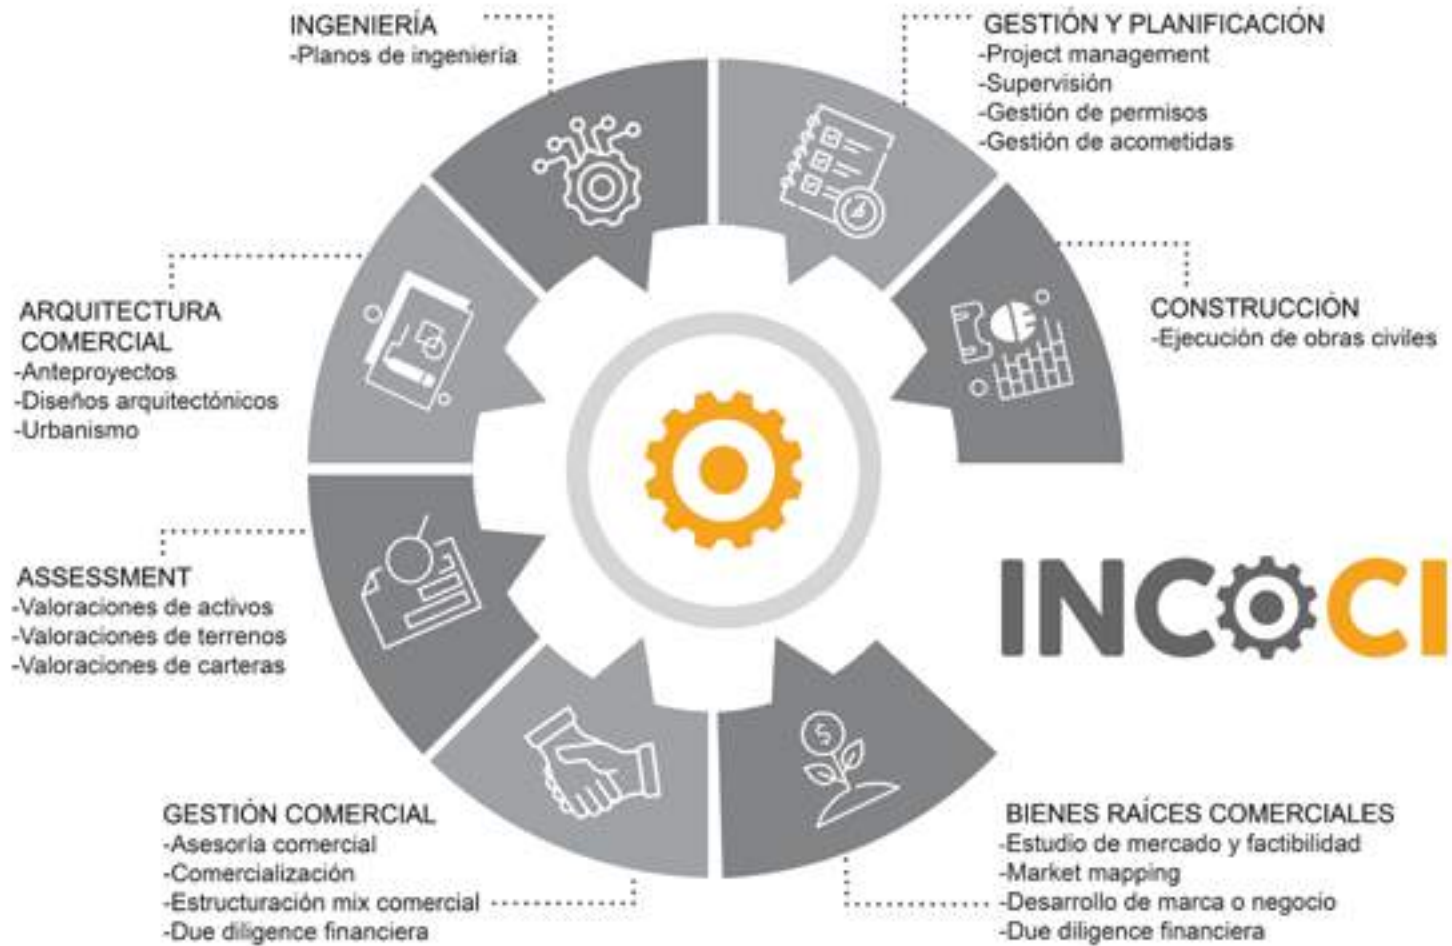 INGENIERÍA
-Planos de ingeniería
GESTIÓN Y PLANIFICACIÓN
-Project management
-Supervisión
-Gestión de permisos
-Gestión de acometidas
CONSTRUCCIÓN
-Ejecución de obras civiles
ARQUITECTURA
COMERCIAL
-Anteproyectos
-Diseños arquitectónicos
-Urbanismo
ASSESSMENT
-Valoraciones de activos
-Valoraciones de terrenos
-Valoraciones de carteras
INCOCI
GESTIÓN COMERCIAL
-Asesoría comercial
-Comercialización
-Estructuración mix comercial
-Due diligence financiera
$
BIENES RAÍCES COMERCIALES
-Estudio de mercado y factibilidad
-Market mapping
-Desarrollo de marca o negocio
-Due diligence financiera